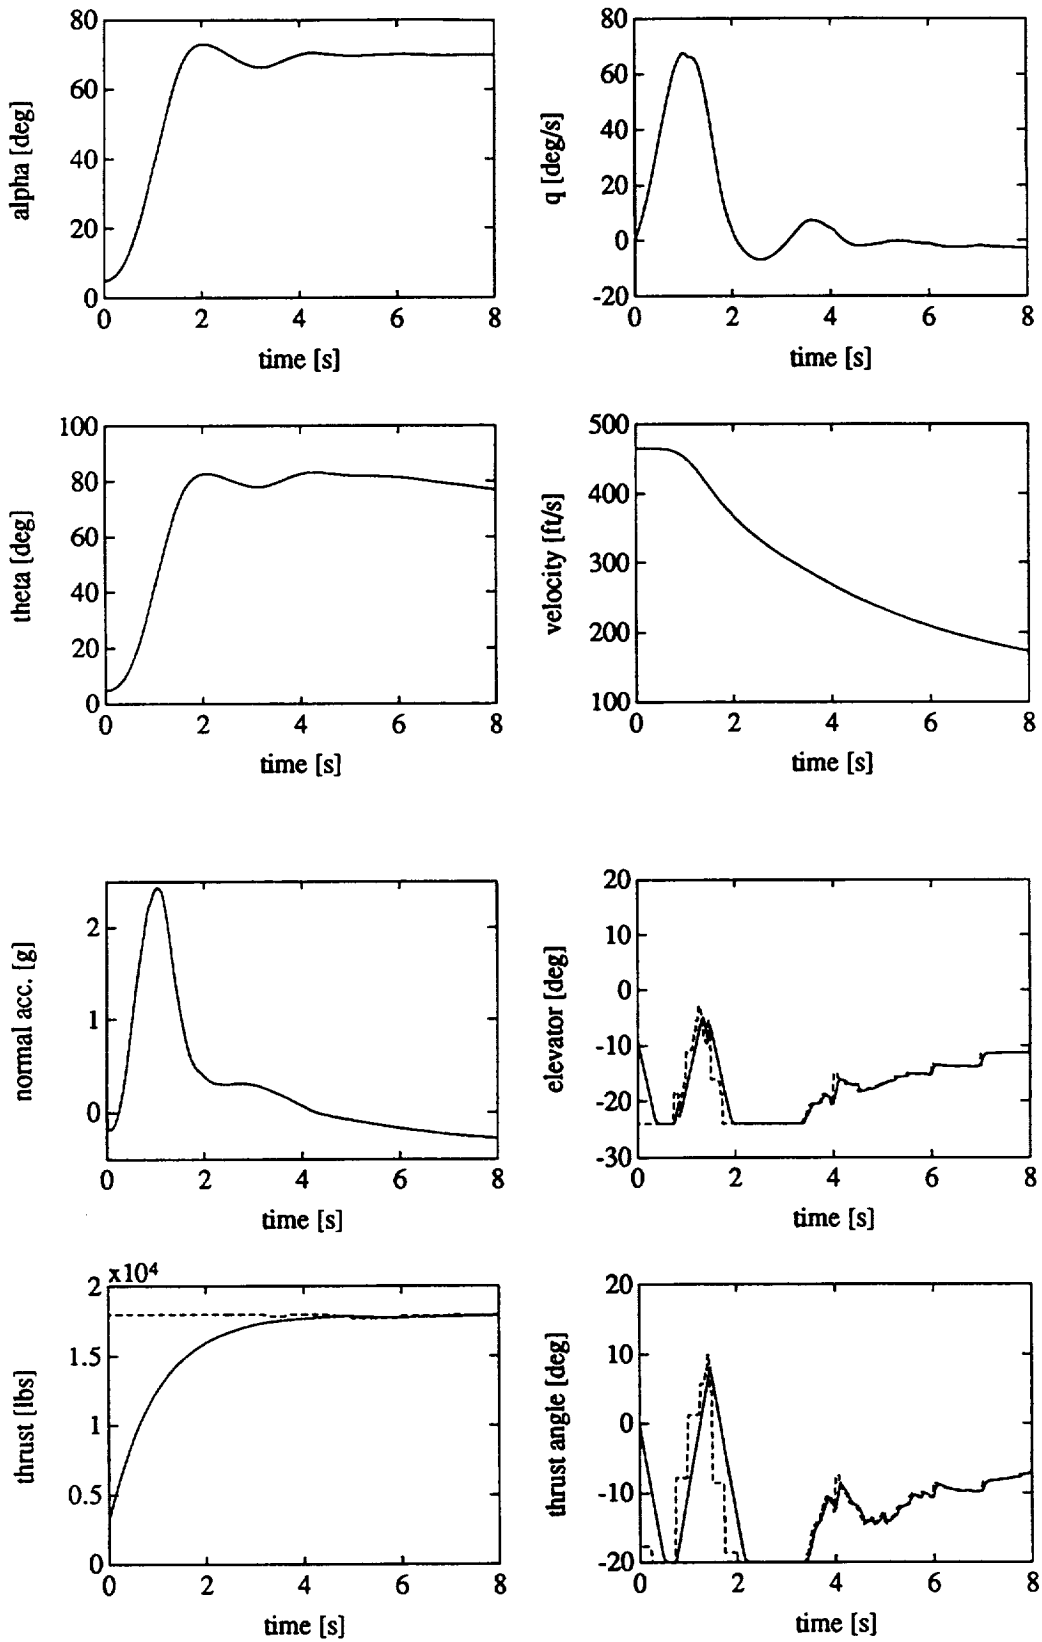 80
60
40
20
0
alpha [deg]
0 2 4 6 8
time [s]
80
60
40
20
0
-20
q [deg/s]
0 2 4 6 8
time [s]
100
80
60
40
20
0
theta [deg]
0 2 4 6 8
time [s]
500
400
300
200
100
velocity [ft/s]
0 2 4 6 8
time [s]
2
1
0
normal acc. [g]
0 2 4 6 8
time [s]
20
10
0
-10
-20
-30
elevator [deg]
0 2 4 6 8
time [s]
2 x10⁴
1.5
1
0.5
0
thrust [lbs]
0 2 4 6 8
time [s]
20
10
0
-10
-20
thrust angle [deg]
0 2 4 6 8
time [s]